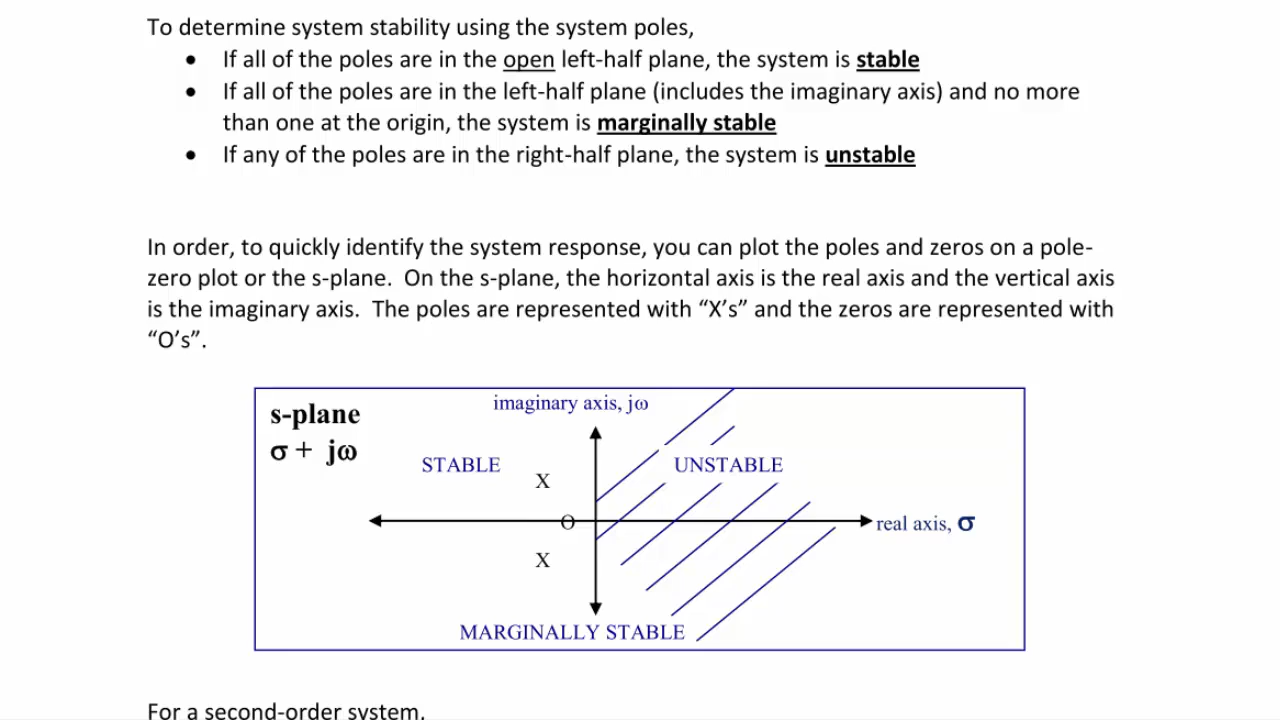 To determine system stability using the system poles,
• If all of the poles are in the open left-half plane, the system is stable
• If all of the poles are in the left-half plane (includes the imaginary axis) and no more
than one at the origin, the system is marginally stable
• If any of the poles are in the right-half plane, the system is unstable
In order, to quickly identify the system response, you can plot the poles and zeros on a pole-
zero plot or the s-plane.  On the s-plane, the horizontal axis is the real axis and the vertical axis
is the imaginary axis.  The poles are represented with “X’s” and the zeros are represented with
“O’s”.
s-plane
σ + jω
imaginary axis, jω
STABLE
UNSTABLE
X
O
real axis, σ
X
MARGINALLY STABLE
For a second-order system,